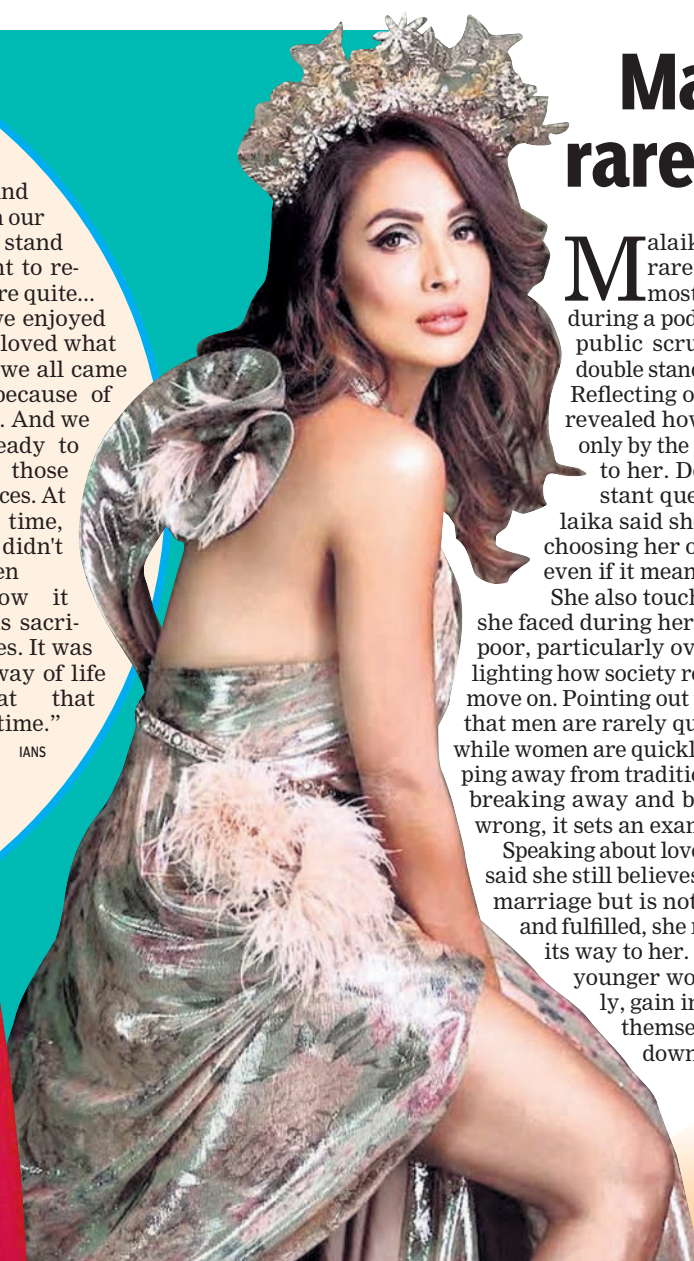 nd
our
stand
nt to re-
re quite...
ve enjoyed
loved what
we all came
because of
. And we
eady to
those
ces. At
time,
didn't
en
ow it
s sacri-
es. It was
way of life
at that
time.”
IANS
Ma
rare
Malaik
rare
most
during a pod
public scru
double stand
Reflecting o
revealed how
only by the
to her. De
stant que
laika said sh
choosing her o
even if it mean
She also touch
she faced during her
poor, particularly ov
lighting how society re
move on. Pointing out
that men are rarely qu
while women are quickl
ping away from traditio
breaking away and b
wrong, it sets an exam
Speaking about love
said she still believes
marriage but is not
and fulfilled, she r
its way to her.
younger wo
ly, gain in
themse
down